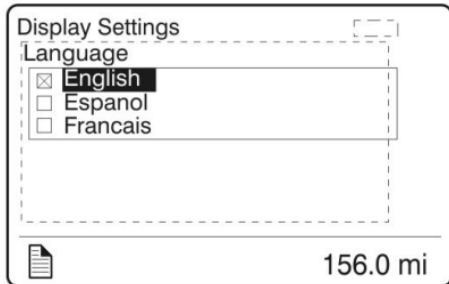 Display Settings
Language
English
Espanol
Francais
156.0 mi